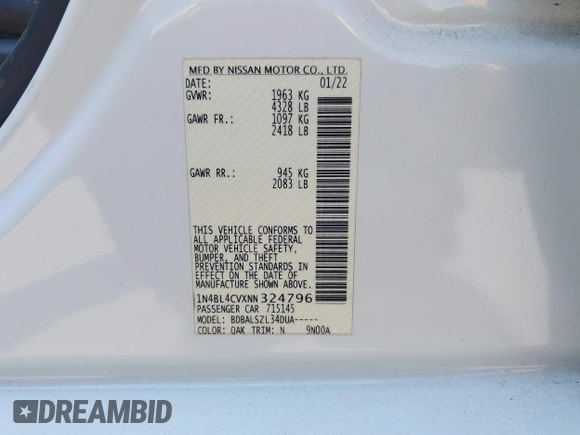 MFD BY NISSAN MOTOR CO., LTD.
DATE: 01/22
GVWR: 1963 KG
4328 LB
GAWR FR.: 1097 KG
2418 LB
GAWR RR.: 945 KG
2083 LB
THIS VEHICLE CONFORMS TO
ALL APPLICABLE FEDERAL
MOTOR VEHICLE SAFETY,
BUMPER, AND THEFT
PREVENTION STANDARDS IN
EFFECT ON THE DATE OF
MANUFACTURE SHOWN ABOVE.
1N4BL4CVXNN324796
PASSENGER CAR 715145
MODEL: BDBALSZL34DUA-----
COLOR: QAK TRIM: N 9N00A
DREAMBID
DREAMBID